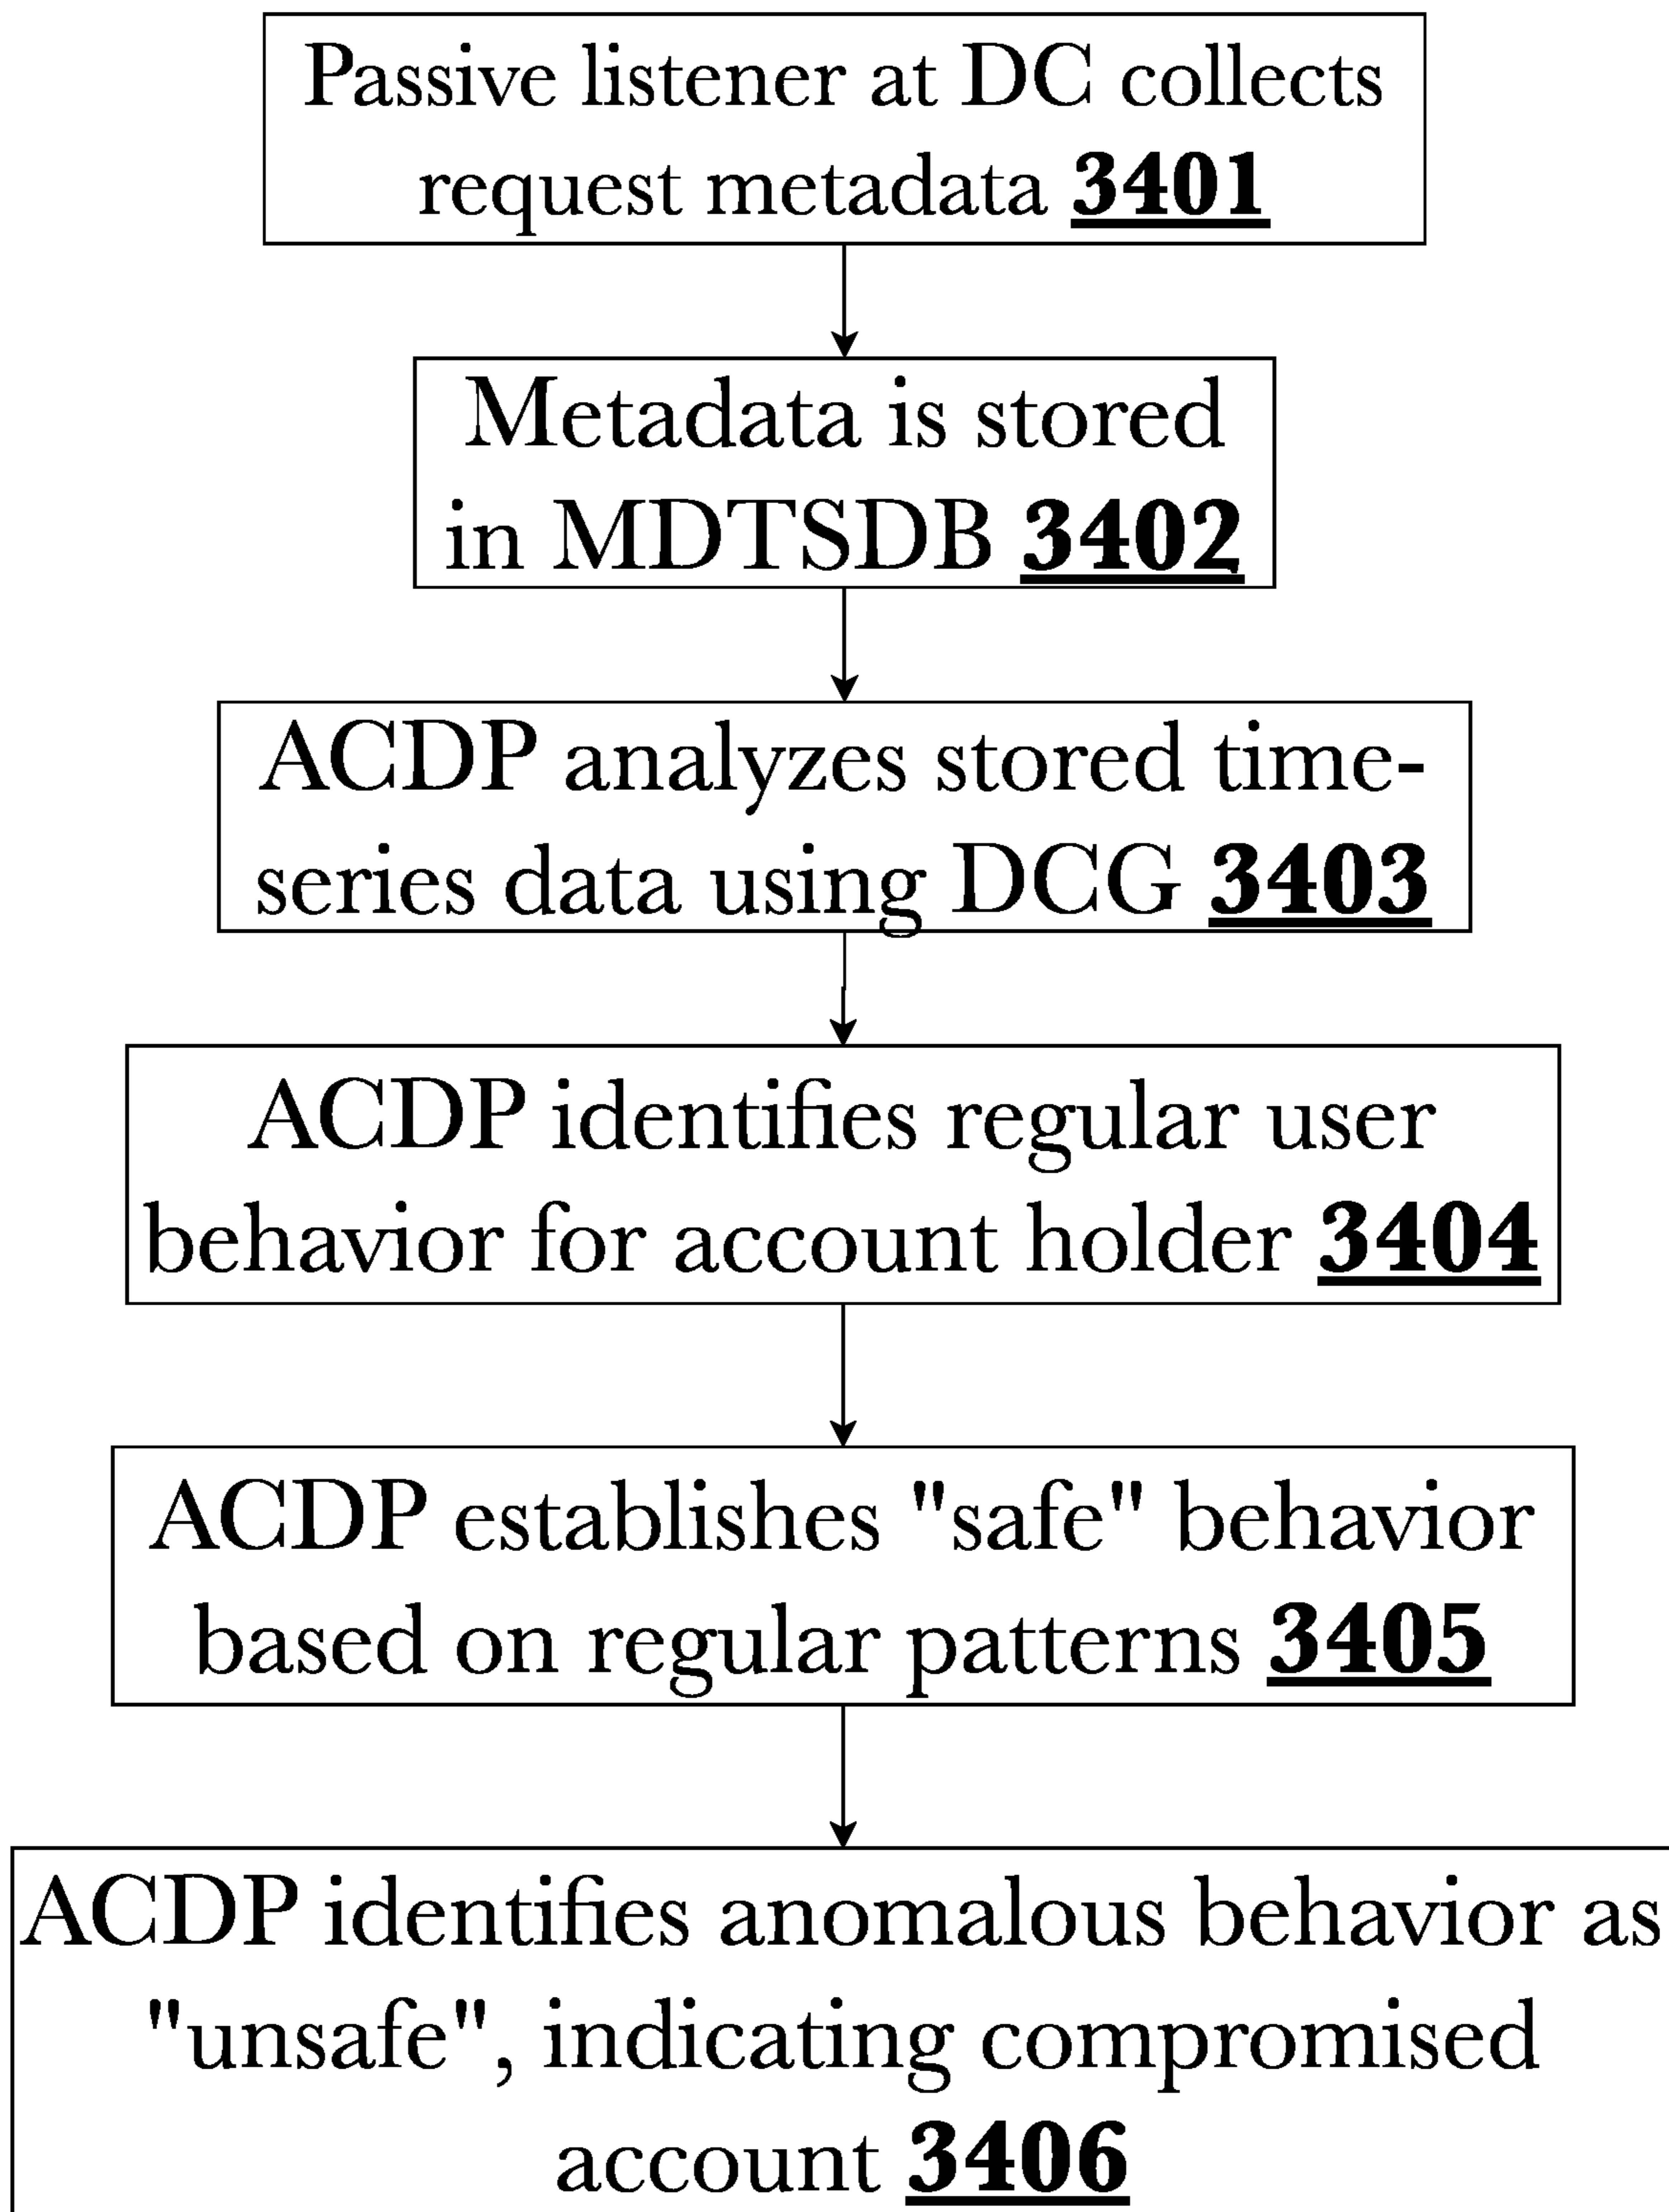 Passive listener at DC collects
request metadata 3401
Metadata is stored
in MDTSDB 3402
ACDP analyzes stored time-
series data using DCG 3403
ACDP identifies regular user
behavior for account holder 3404
ACDP establishes "safe" behavior
based on regular patterns 3405
ACDP identifies anomalous behavior as
"unsafe", indicating compromised
account 3406